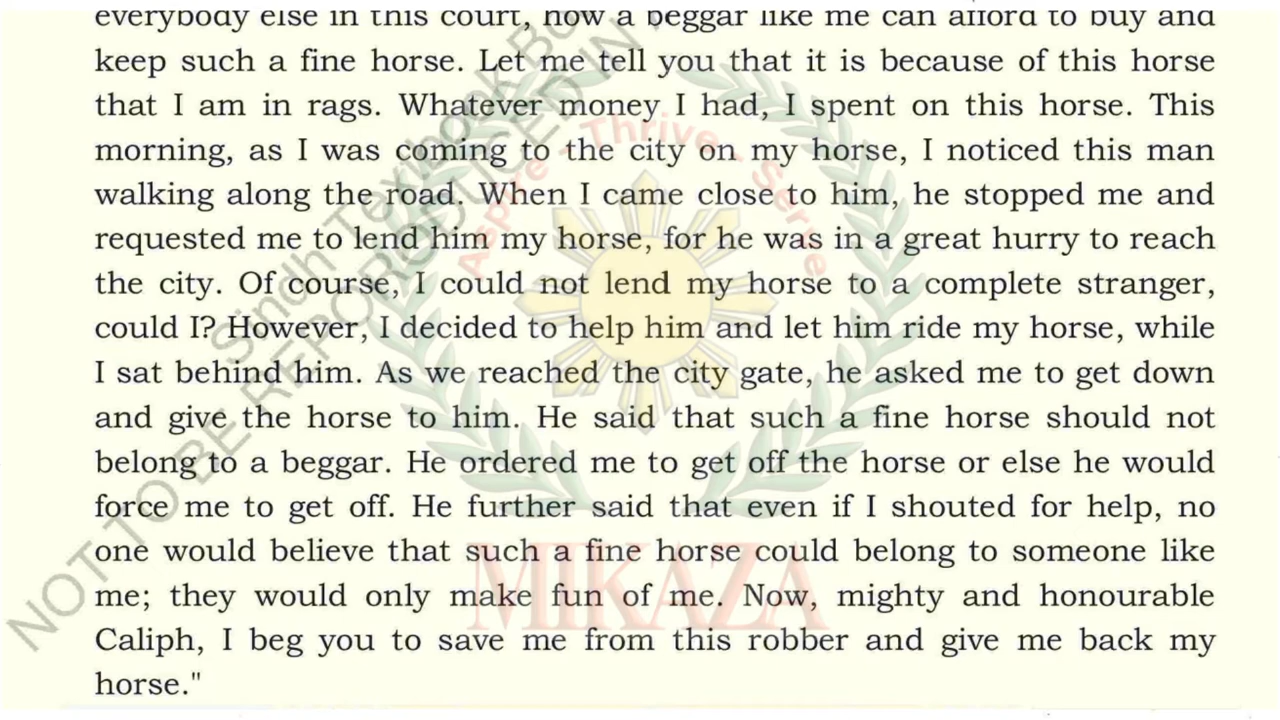 everybody else in this court, how a beggar like me can afford to buy and
keep such a fine horse. Let me tell you that it is because of this horse
that I am in rags. Whatever money I had, I spent on this horse. This
morning, as I was coming to the city on my horse, I noticed this man
walking along the road. When I came close to him, he stopped me and
requested me to lend him my horse, for he was in a great hurry to reach
the city. Of course, I could not lend my horse to a complete stranger,
could I? However, I decided to help him and let him ride my horse, while
I sat behind him. As we reached the city gate, he asked me to get down
and give the horse to him. He said that such a fine horse should not
belong to a beggar. He ordered me to get off the horse or else he would
force me to get off. He further said that even if I shouted for help, no
one would believe that such a fine horse could belong to someone like
me; they would only make fun of me. Now, mighty and honourable
Caliph, I beg you to save me from this robber and give me back my
horse."
Aspire - Thrive - Serve
MIKAZA
Sindh Textbook
NOT TO BE